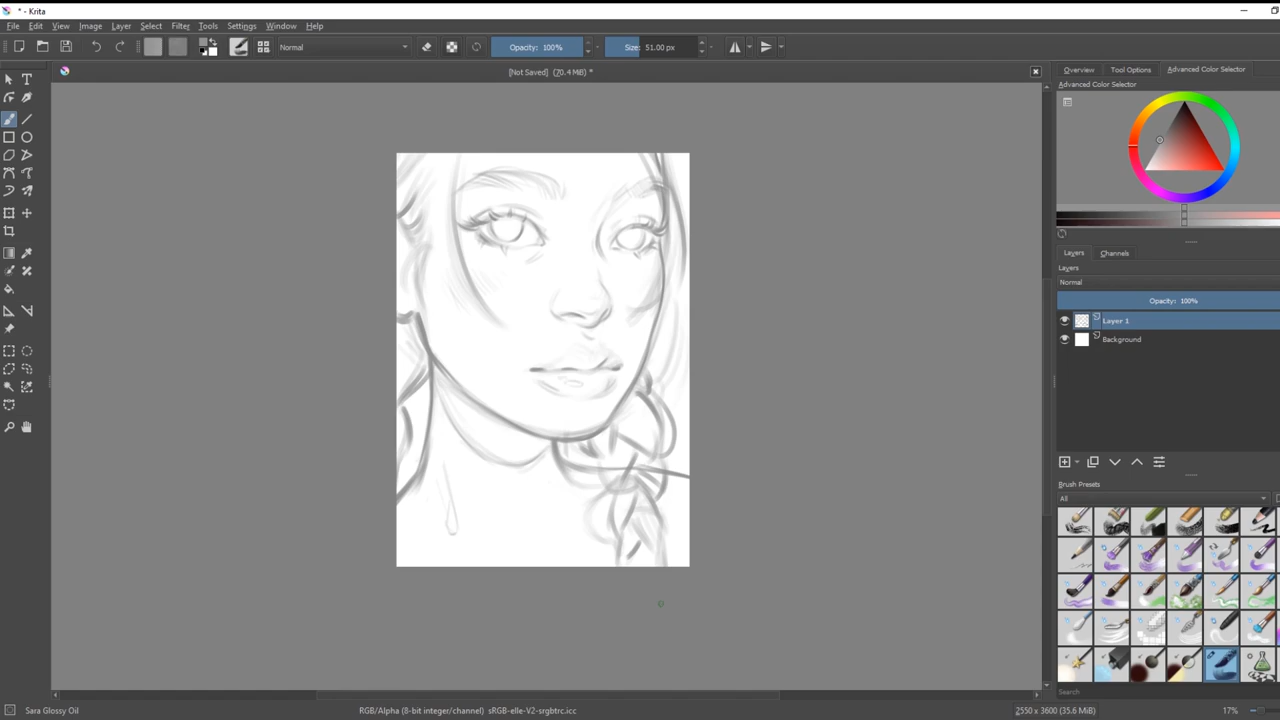 * - Krita
File Edit View Image Layer Select Filter Tools Settings Window Help
Normal Opacity: 100% Size: 51.00 px
[Not Saved] (70.4 MiB) *
Overview Tool Options Advanced Color Selector
Advanced Color Selector
Layers Channels
Layers
Normal
Opacity: 100%
Layer 1
Background
Brush Presets
All
Search
Sara Glossy Oil RGB/Alpha (8-bit integer/channel) sRGB-elle-V2-srgbtrc.icc 2550 x 3600 (35.6 MiB) 17%